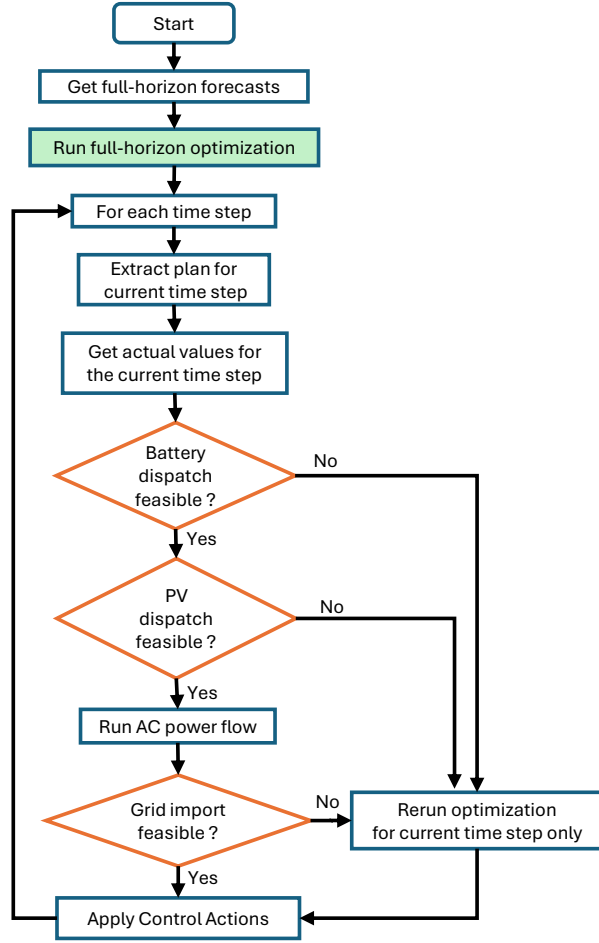 Start
Get full-horizon forecasts
Run full-horizon optimization
For each time step
Extract plan for
current time step
Get actual values for
the current time step
Battery
dispatch
feasible ?
No
Yes
PV
dispatch
feasible ?
No
Yes
Run AC power flow
Grid import
feasible ?
No
Rerun optimization
for current time step only
Yes
Apply Control Actions